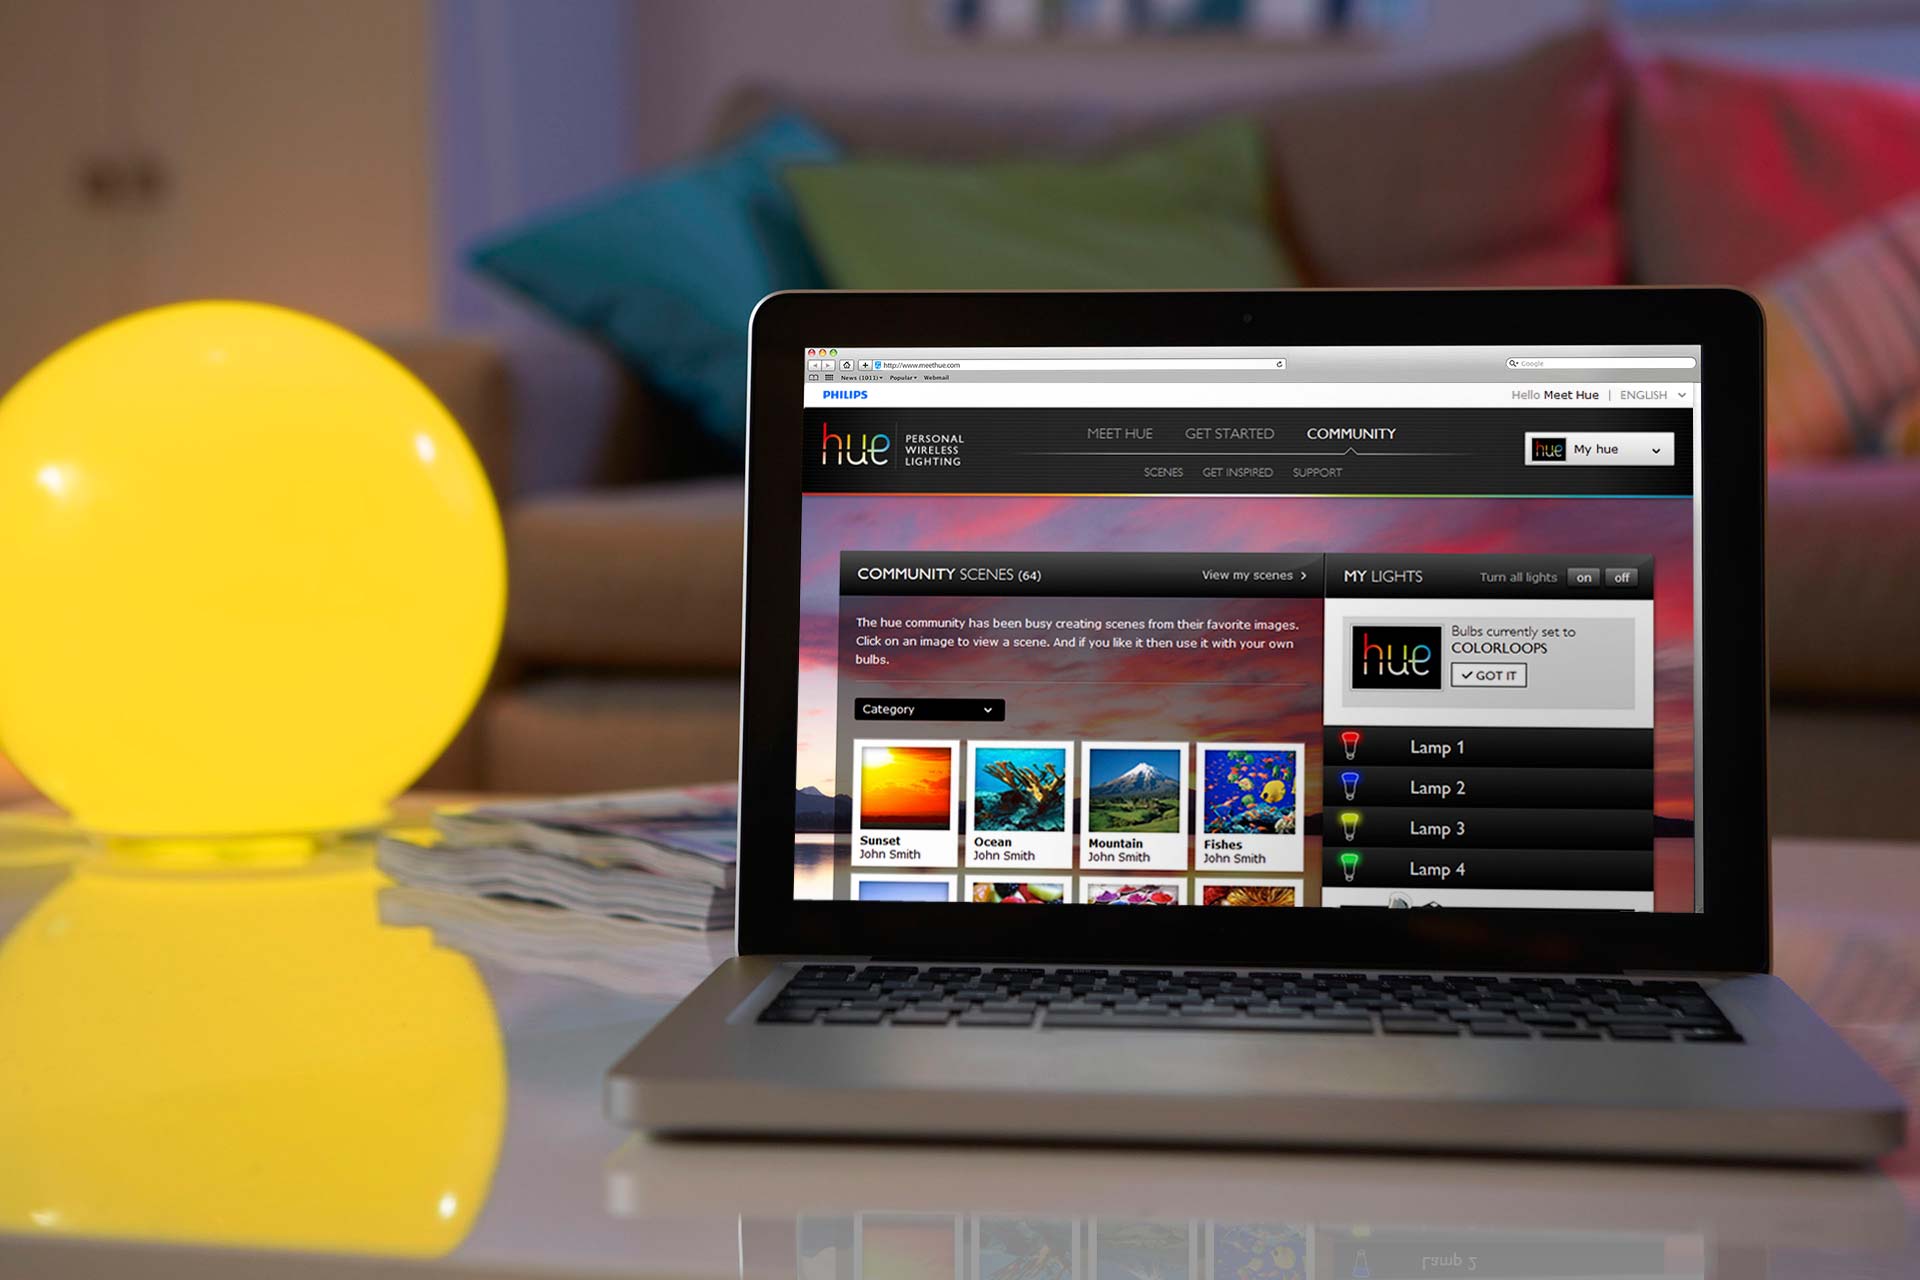 http://www.meethue.com
Google
News (1011) Popular Webmail
PHILIPS
Hello Meet Hue | ENGLISH
hue PERSONAL
WIRELESS
LIGHTING
MEET HUE GET STARTED COMMUNITY
SCENES GET INSPIRED SUPPORT
hue My hue
COMMUNITY SCENES (64)
View my scenes >
The hue community has been busy creating scenes from their favorite images.
Click on an image to view a scene. And if you like it then use it with your own
bulbs.
Category
Sunset
John Smith
Ocean
John Smith
Mountain
John Smith
Fishes
John Smith
MY LIGHTS
Turn all lights on off
hue
Bulbs currently set to
COLORLOOPS
GOT IT
Lamp 1
Lamp 2
Lamp 3
Lamp 4
Lamp 2